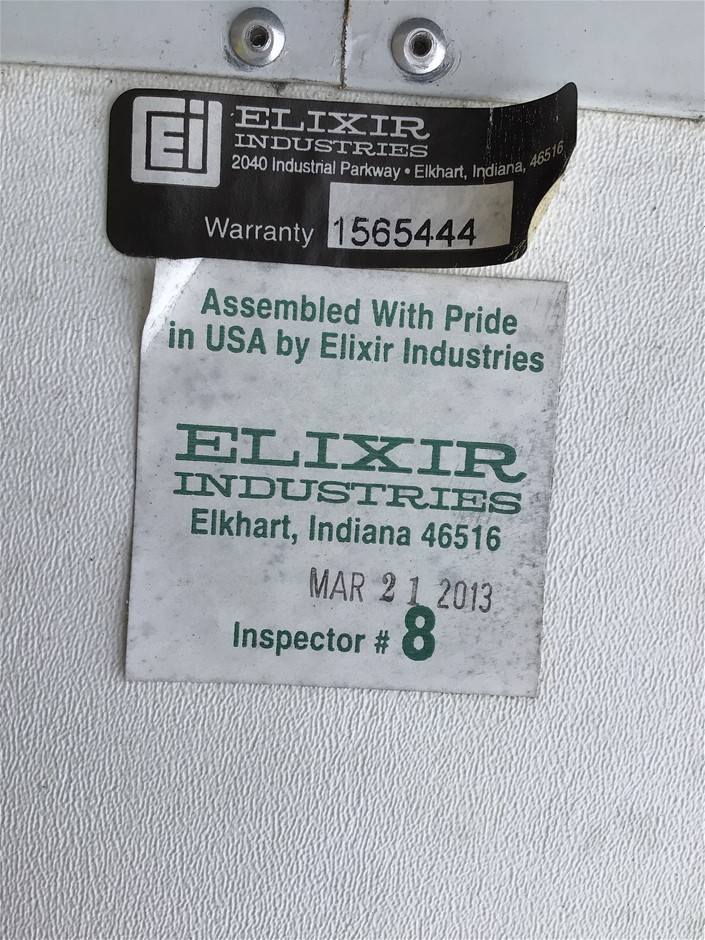 Ei
ELIXIR
INDUSTRIES
2040 Industrial Parkway • Elkhart, Indiana, 46516
Warranty 1565444
Assembled With Pride
in USA by Elixir Industries
ELIXIR
INDUSTRIES
Elkhart, Indiana 46516
MAR 21 2013
Inspector # 8